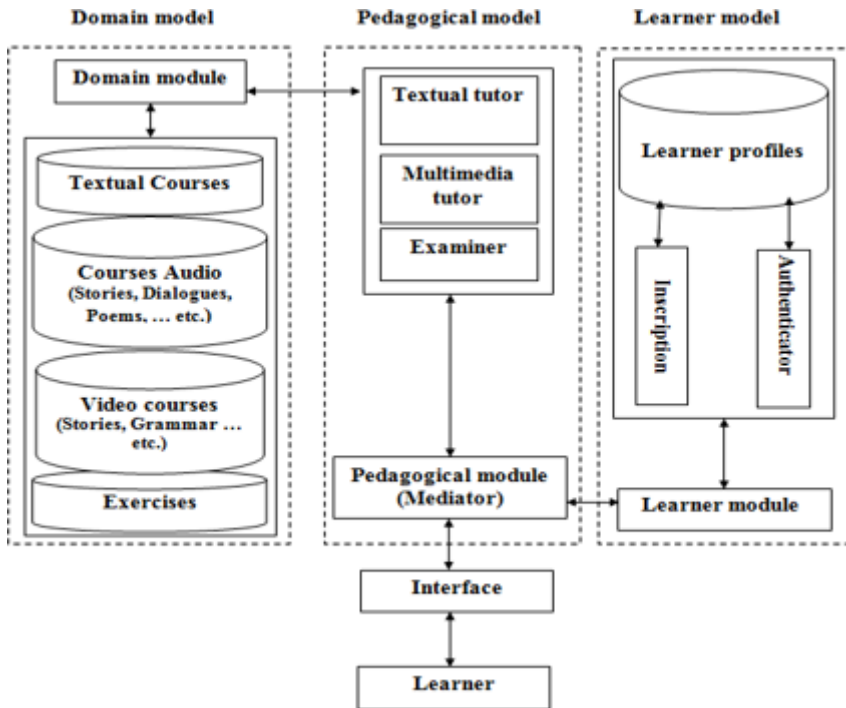 Domain model
Pedagogical model
Learner model
Domain module
Textual Courses
Courses Audio
(Stories, Dialogues,
Poems, … etc.)
Video courses
(Stories, Grammar …
etc.)
Exercises
Textual tutor
Multimedia
tutor
Examiner
Pedagogical module
(Mediator)
Learner profiles
Inscription
Authenticator
Learner module
Interface
Learner